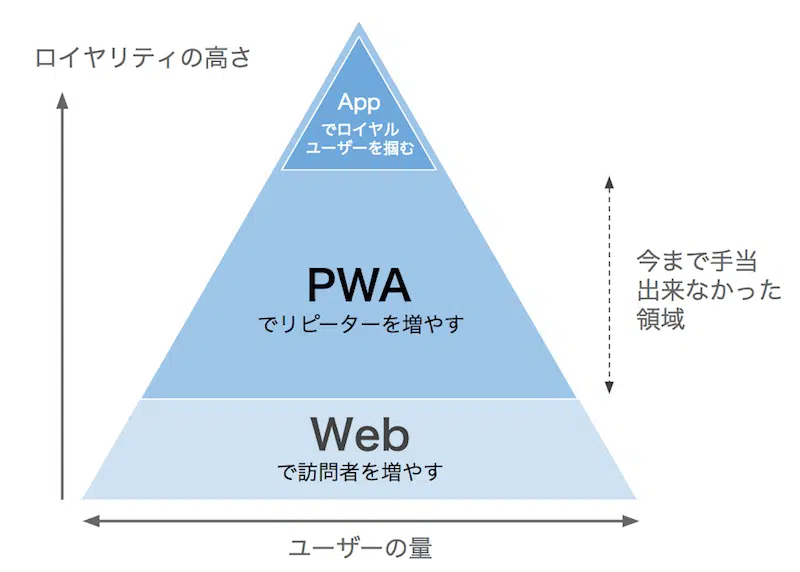 ロイヤリティの高さ
App
でロイヤル
ユーザーを掴む
PWA
でリピーターを増やす
今まで手当
出来なかった
領域
Web
で訪問者を増やす
ユーザーの量